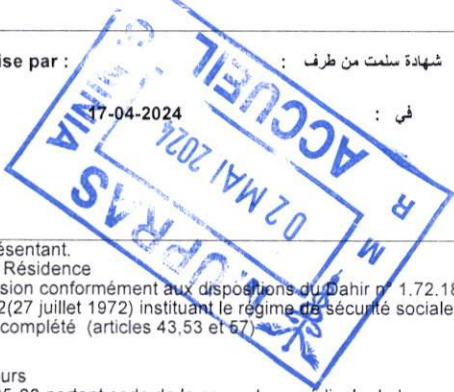 ise par :
شهادة سلمت من طرف :
17-04-2024
في :
ACCUEIL
02 MAI 2024
M.UPRAS
M R
ésentant.
Résidence
sion conformément aux dispositions du Dahir n° 1.72.18
2(27 juillet 1972) instituant le régime de sécurité sociale
complété (articles 43,53 et 57)
urs